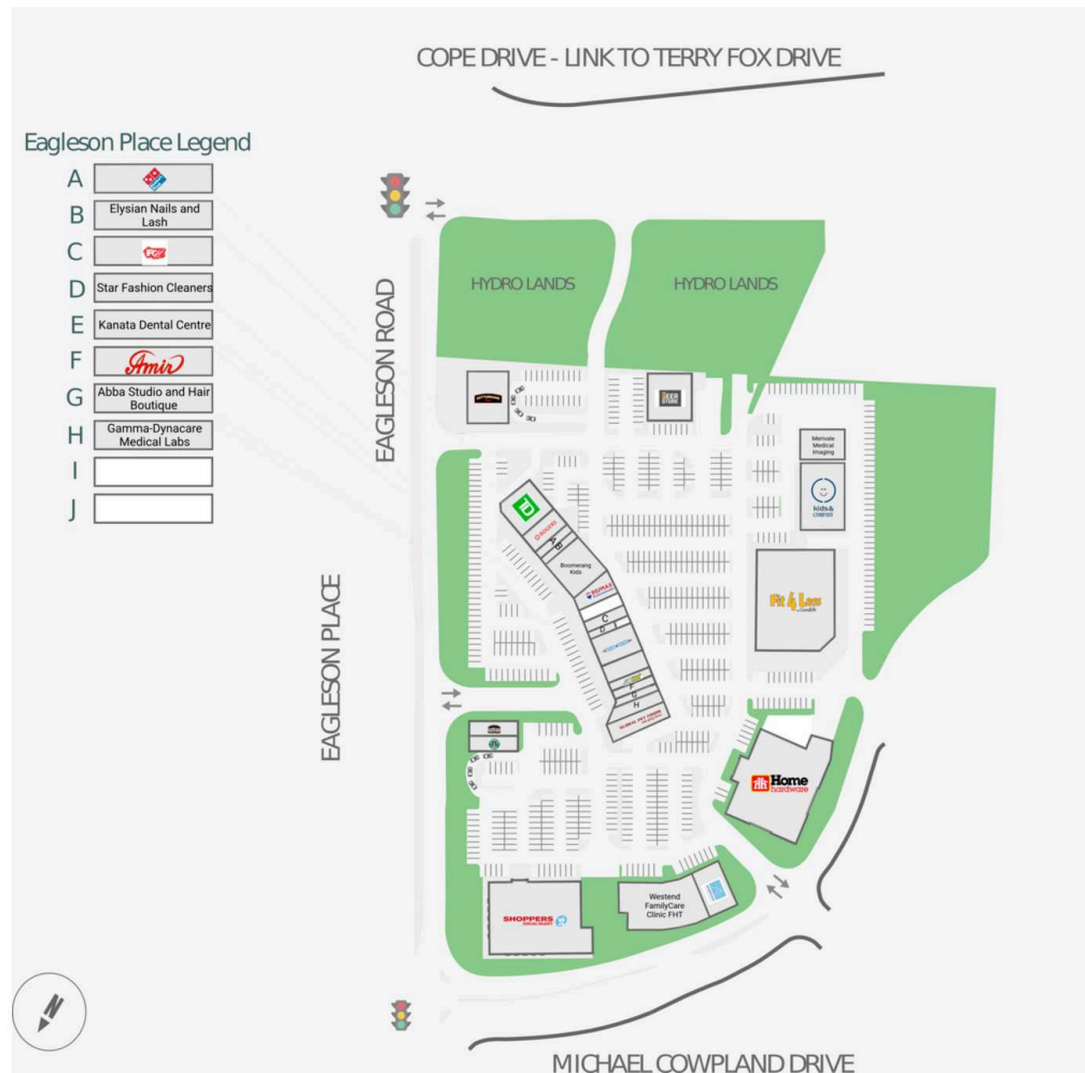 COPE DRIVE - LINK TO TERRY FOX DRIVE
Eagleson Place Legend
A
B
Elysian Nails and
Lash
C
D
Star Fashion Cleaners
E
Kanata Dental Centre
F
Amir
G
Abba Studio and Hair
Boutique
H
Gamma-Dynacare
Medical Labs
I
J
EAGLESON ROAD
EAGLESON PLACE
HYDRO LANDS
HYDRO LANDS
BEER
STORE
Merivale
Medical
Imaging
kids&
COMPANY
TD
ROGERS
A B
Boomerang
Kids
RE/MAX
C
D
E
F
G
H
GLOBAL PET FOODS
Fit 4 Less
Home
hardware
SHOPPERS
DRUG MART
Westend
FamilyCare
Clinic FHT
N
MICHAEL COWPLAND DRIVE